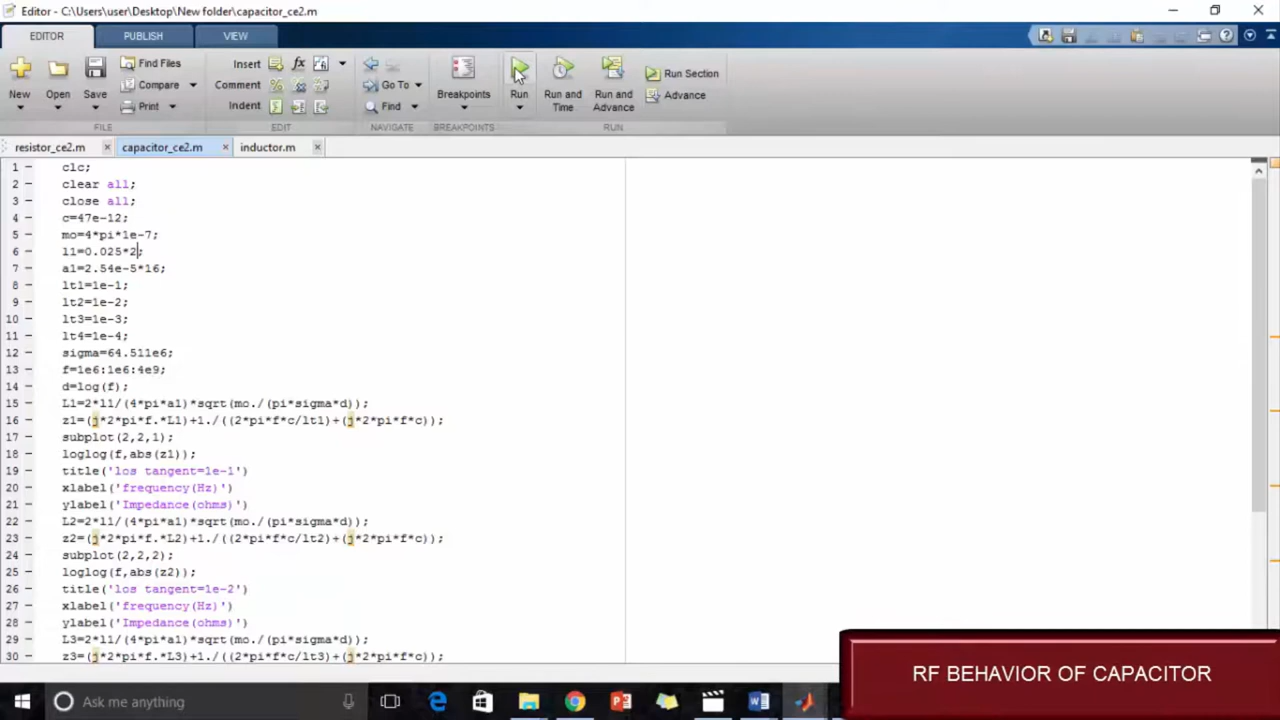 Editor - C:\Users\user\Desktop\New folder\capacitor_ce2.m
EDITOR PUBLISH VIEW
Find Files Insert fx Go To Run Section
New Open Save Compare Comment Breakpoints Run Run and Time Run and Advance Advance
Print Indent Find
FILE EDIT NAVIGATE BREAKPOINTS RUN
resistor_ce2.m capacitor_ce2.m inductor.m
1 clc;
2 clear all;
3 close all;
4 c=47e-12;
5 mo=4*pi*1e-7;
6 l1=0.025*2;
7 a1=2.54e-5*16;
8 lt1=1e-1;
9 lt2=1e-2;
10 lt3=1e-3;
11 lt4=1e-4;
12 sigma=64.511e6;
13 f=1e6:1e6:4e9;
14 d=log(f);
15 L1=2*l1/(4*pi*a1)*sqrt(mo./(pi*sigma*d));
16 z1=(j*2*pi*f.*L1)+1./((2*pi*f*c/lt1)+(j*2*pi*f*c));
17 subplot(2,2,1);
18 loglog(f,abs(z1));
19 title('los tangent=1e-1')
20 xlabel('frequency(Hz)')
21 ylabel('Impedance(ohms)')
22 L2=2*l1/(4*pi*a1)*sqrt(mo./(pi*sigma*d));
23 z2=(j*2*pi*f.*L2)+1./((2*pi*f*c/lt2)+(j*2*pi*f*c));
24 subplot(2,2,2);
25 loglog(f,abs(z2));
26 title('los tangent=1e-2')
27 xlabel('frequency(Hz)')
28 ylabel('Impedance(ohms)')
29 L3=2*l1/(4*pi*a1)*sqrt(mo./(pi*sigma*d));
30 z3=(j*2*pi*f.*L3)+1./((2*pi*f*c/lt3)+(j*2*pi*f*c));
RF BEHAVIOR OF CAPACITOR
Ask me anything